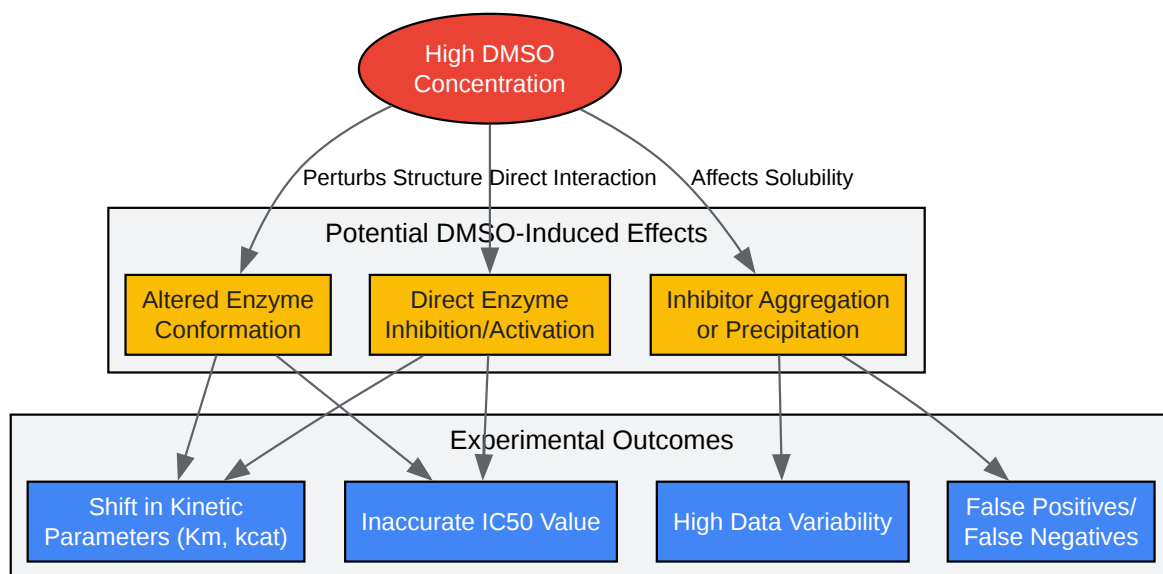 High DMSO
Concentration
Perturbs Structure
Direct Interaction
Affects Solubility
Potential DMSO-Induced Effects
Altered Enzyme
Conformation
Direct Enzyme
Inhibition/Activation
Inhibitor Aggregation
or Precipitation
Experimental Outcomes
Shift in Kinetic
Parameters (Km, kcat)
Inaccurate IC50 Value
High Data Variability
False Positives/
False Negatives